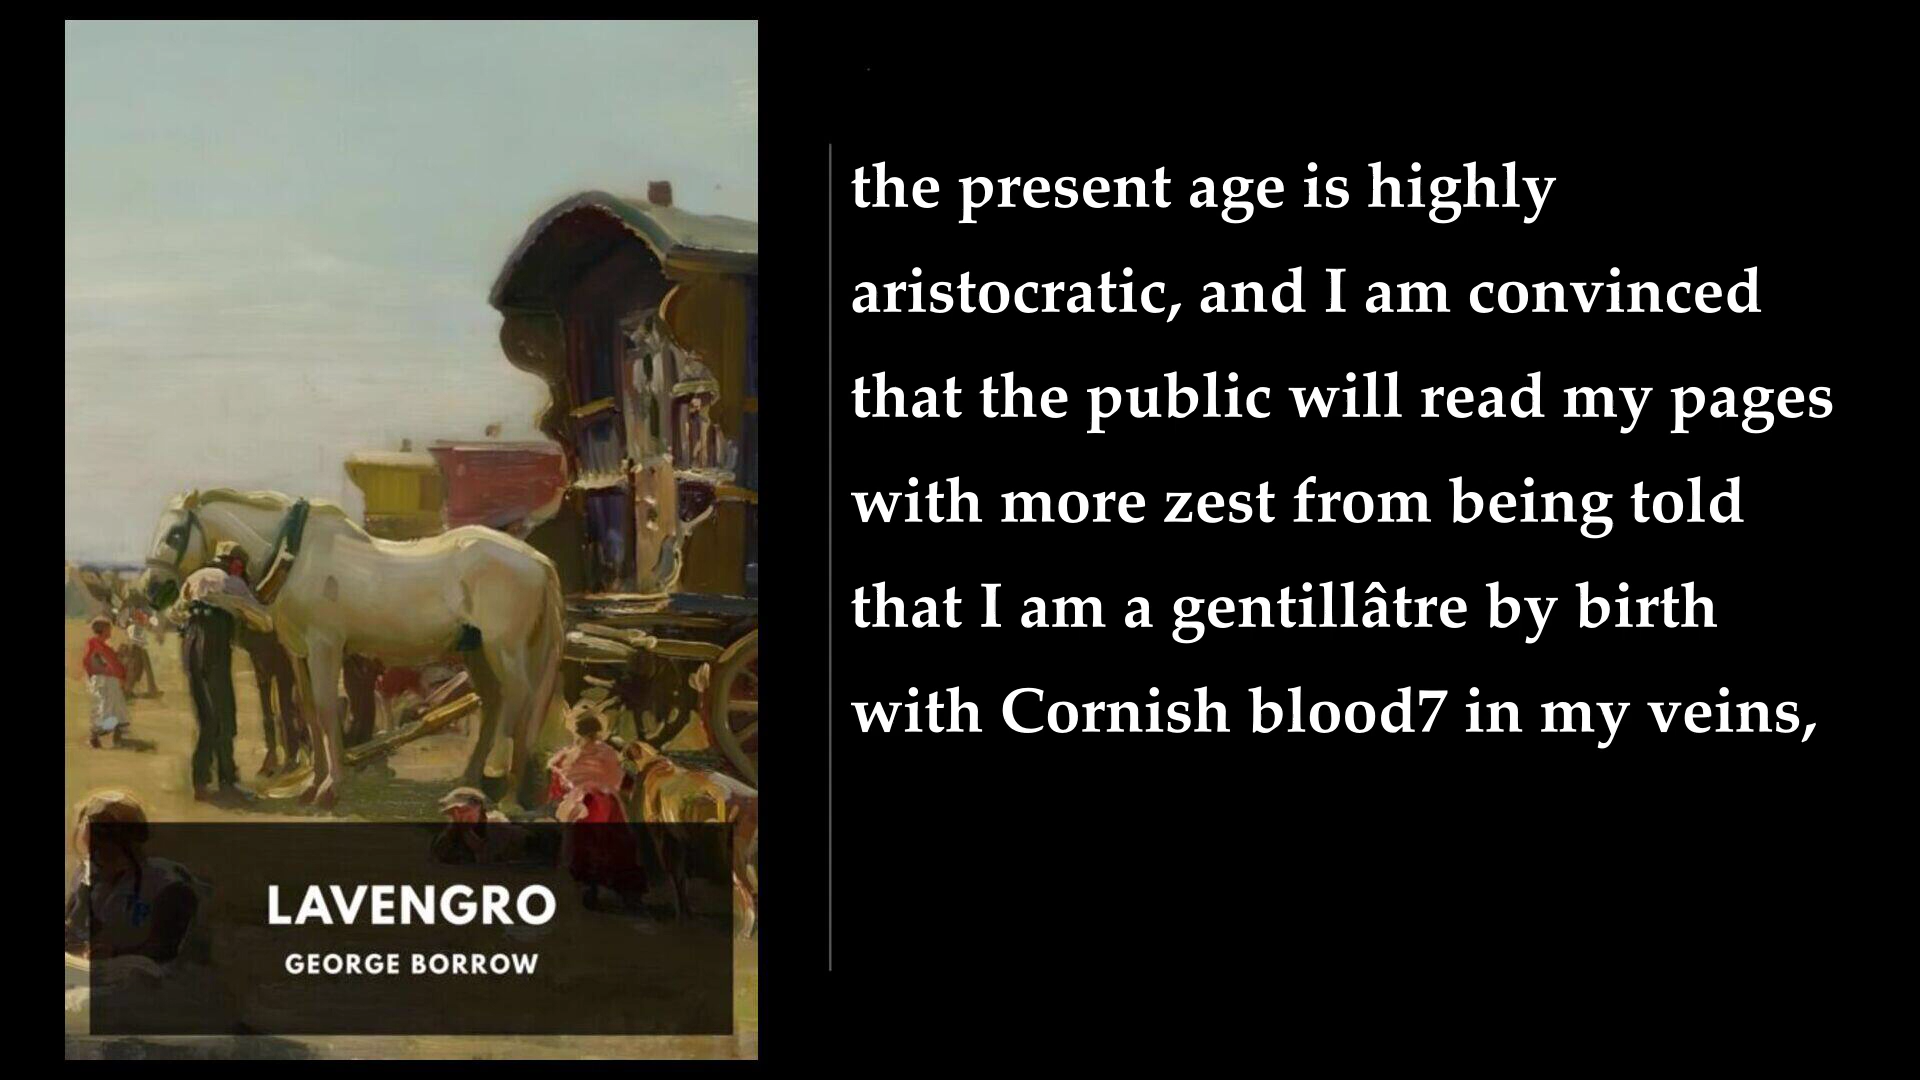 the present age is highly
aristocratic, and I am convinced
that the public will read my pages
with more zest from being told
that I am a gentillâtre by birth
with Cornish blood7 in my veins,
LAVENGRO
GEORGE BORROW